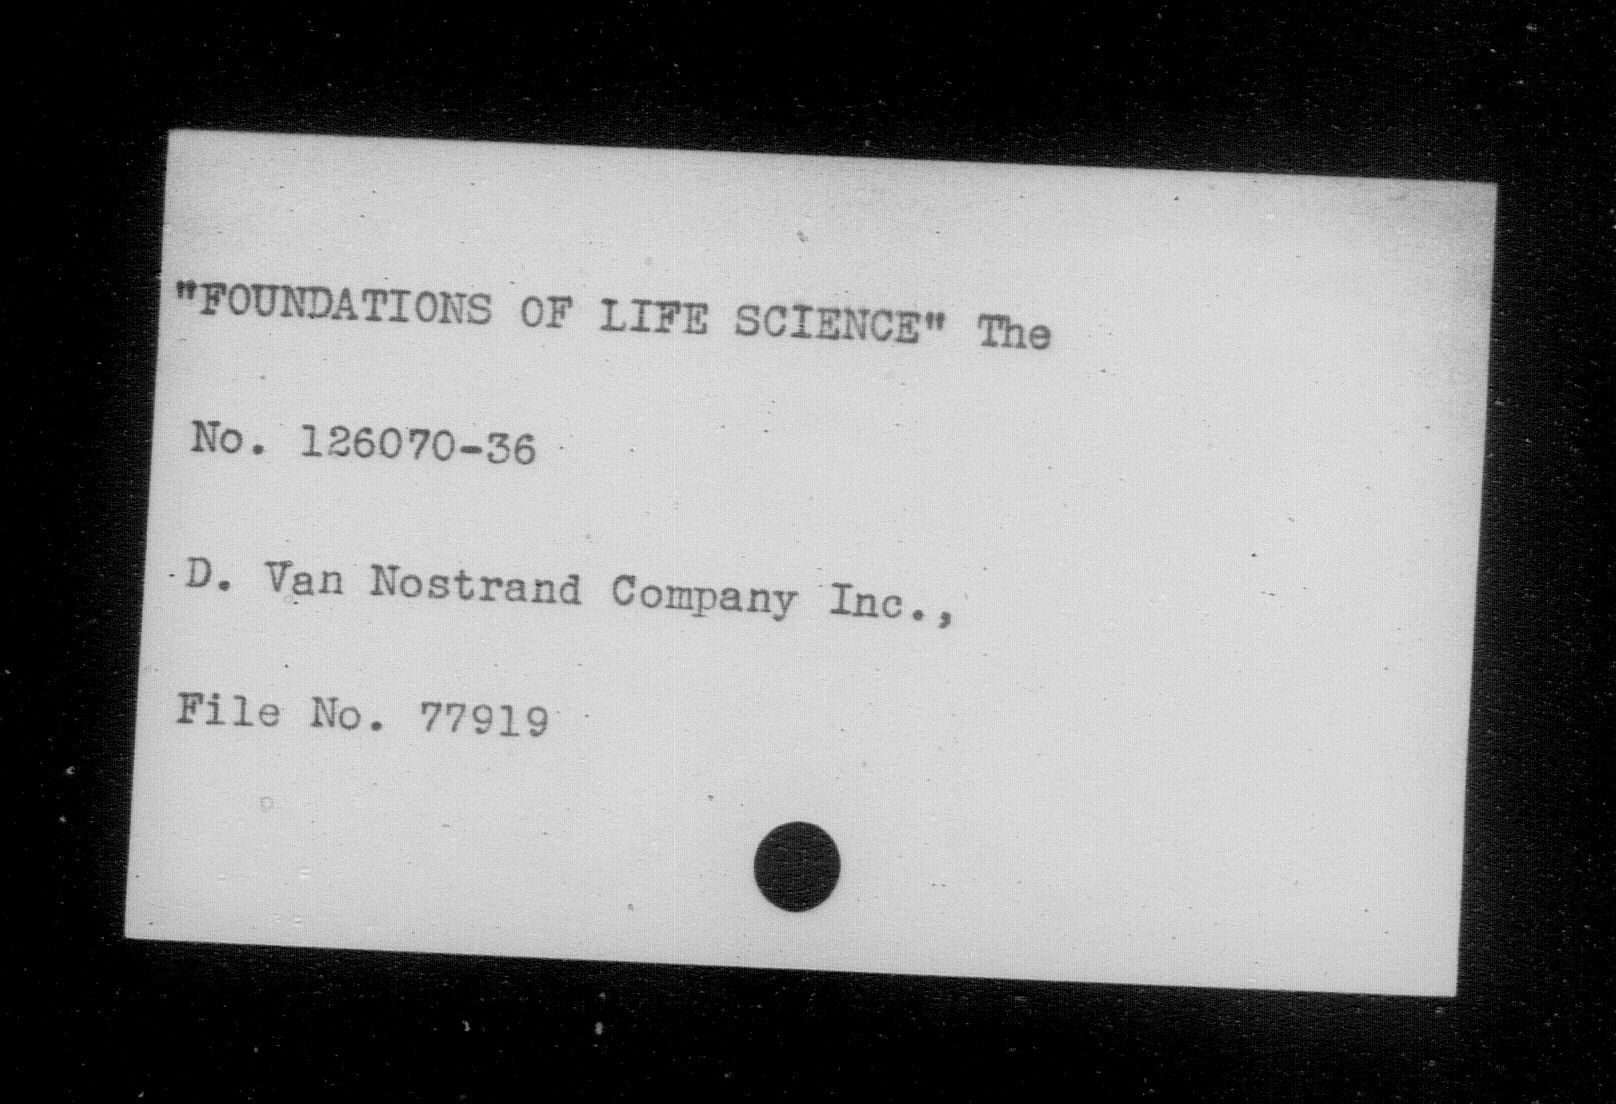 "FOUNDATIONS OF LIFE SCIENCE" The
No. 126070-36
D. Van Nostrand Company Inc.,
File No. 77919